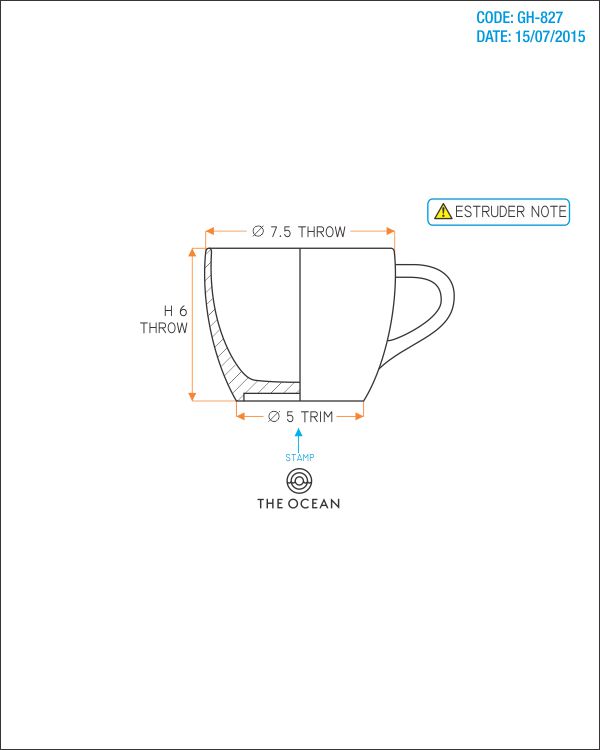 CODE: GH-827
DATE: 15/07/2015
ESTRUDER NOTE
Ø 7.5 THROW
H 6
THROW
Ø 5 TRIM
STAMP
THE OCEAN